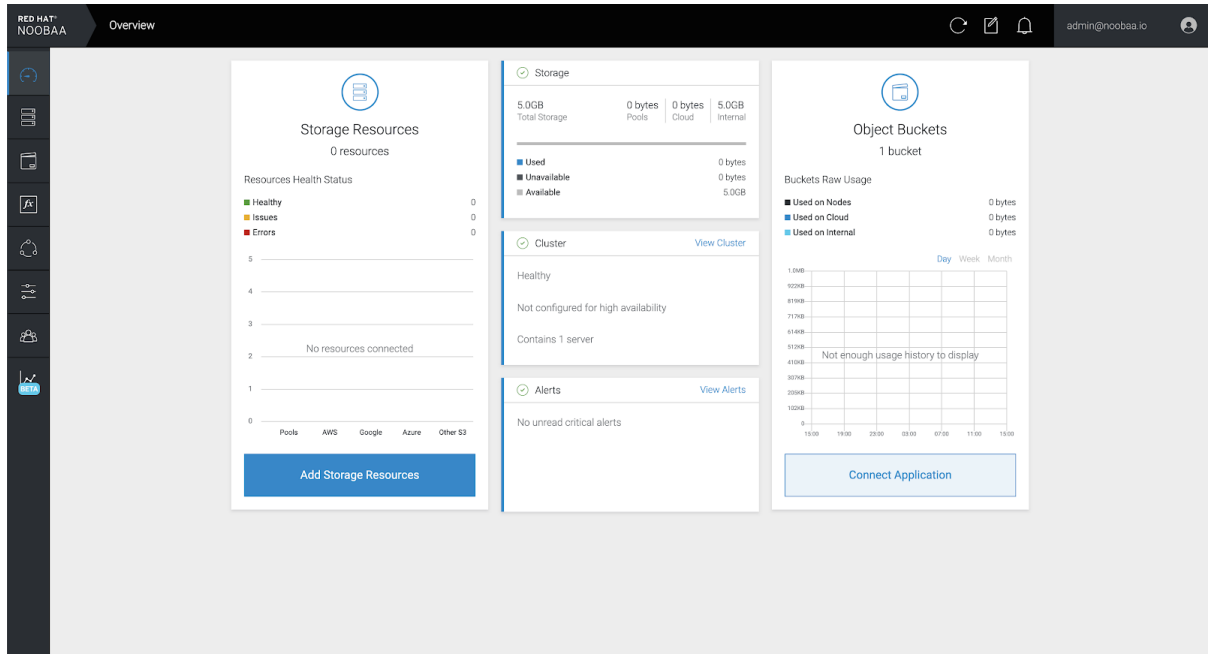 RED HAT®
NOOBAA
Overview
admin@noobaa.io
BETA
Storage Resources
0 resources
Resources Health Status
Healthy 0
Issues 0
Errors 0
5
4
3
2
1
0
No resources connected
Pools AWS Google Azure Other S3
Add Storage Resources
Storage
5.0GB 0 bytes 0 bytes 5.0GB
Total Storage Pools Cloud Internal
Used 0 bytes
Unavailable 0 bytes
Available 5.0GB
Cluster View Cluster
Healthy
Not configured for high availability
Contains 1 server
Alerts View Alerts
No unread critical alerts
Object Buckets
1 bucket
Buckets Raw Usage
Used on Nodes 0 bytes
Used on Cloud 0 bytes
Used on Internal 0 bytes
Day Week Month
1.0MB
922KB
819KB
717KB
614KB
512KB
410KB
307KB
205KB
102KB
0
Not enough usage history to display
15:00 19:00 23:00 03:00 07:00 11:00 15:00
Connect Application